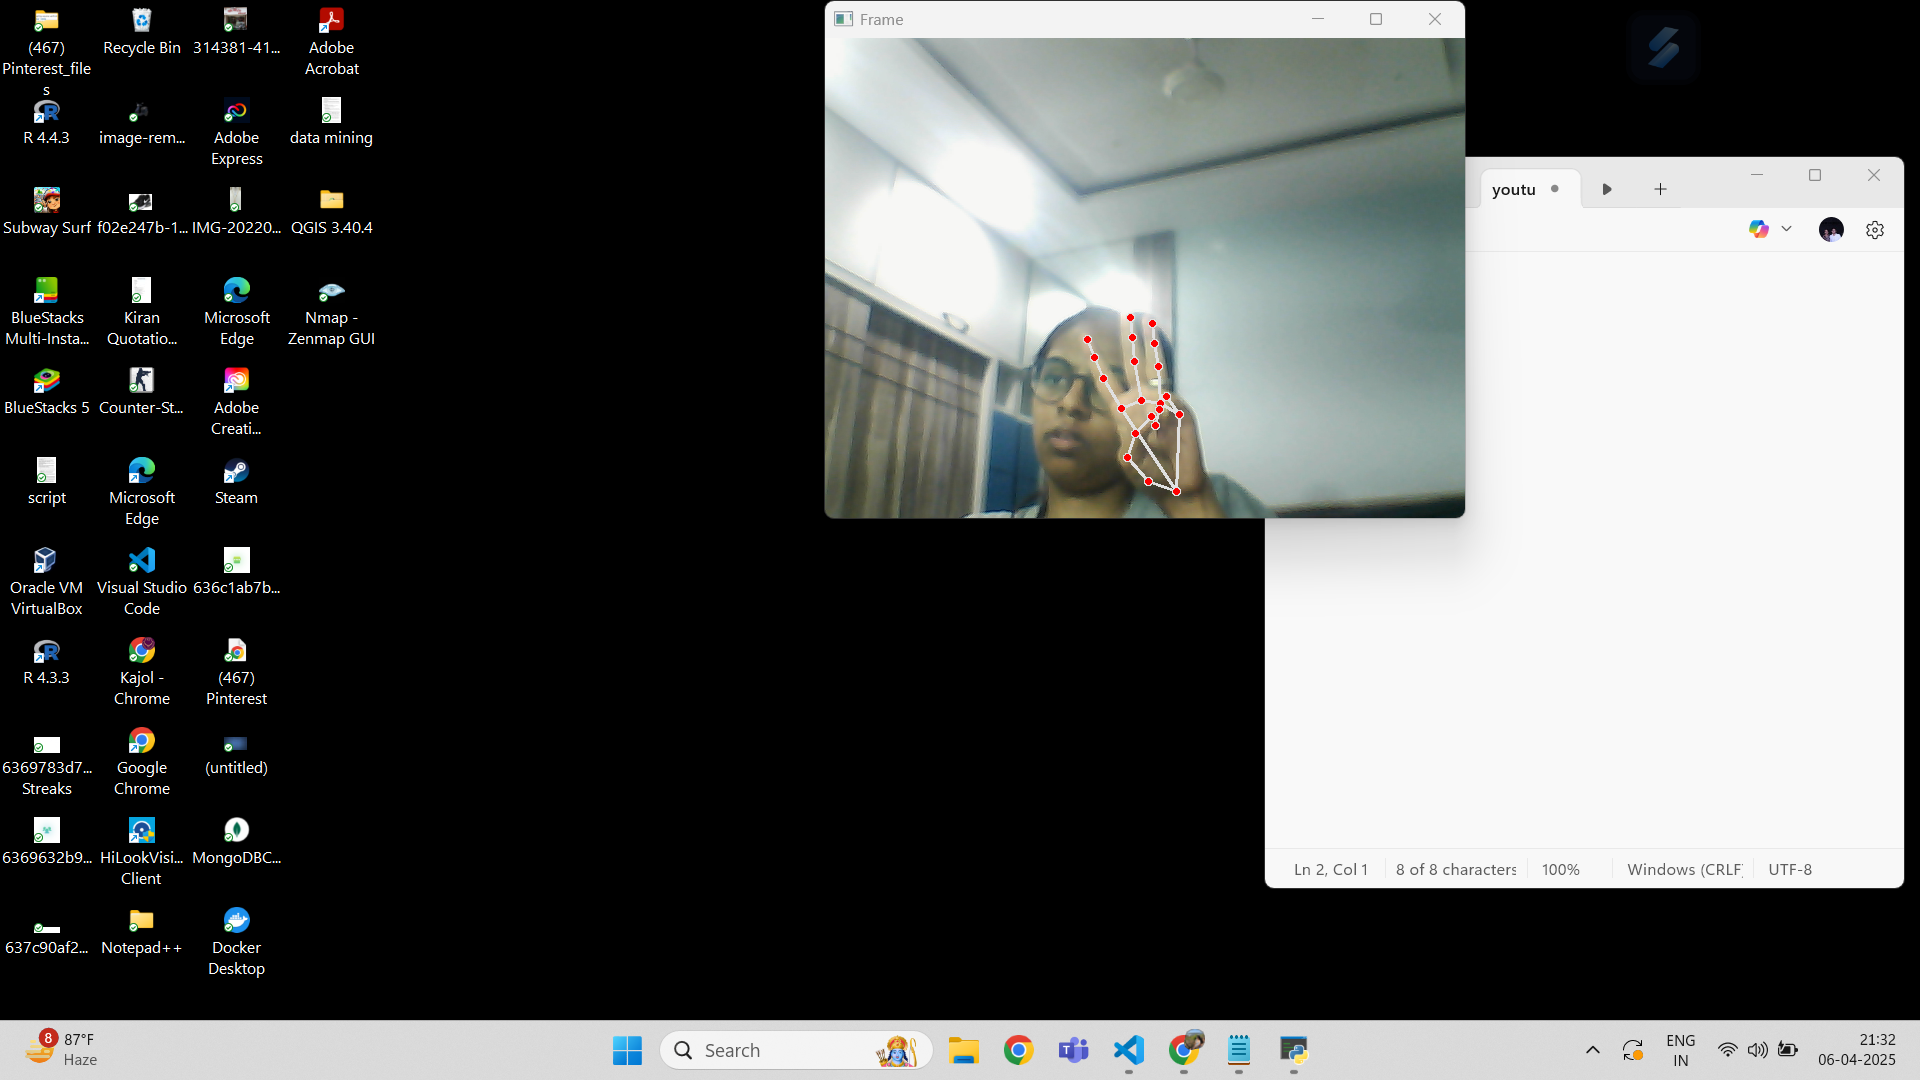 (467)
Pinterest_file
s
Recycle Bin
314381-41...
Adobe
Acrobat
R 4.4.3
image-rem...
Adobe
Express
data mining
Subway Surf
f02e247b-1...
IMG-20220...
QGIS 3.40.4
BlueStacks
Multi-Insta...
Kiran
Quotatio...
Microsoft
Edge
Nmap -
Zenmap GUI
BlueStacks 5
Counter-St...
Adobe
Creati...
script
Microsoft
Edge
Steam
Oracle VM
VirtualBox
Visual Studio
Code
636c1ab7b...
R 4.3.3
Kajol -
Chrome
(467)
Pinterest
6369783d7...
Streaks
Google
Chrome
(untitled)
6369632b9...
HiLookVisi...
Client
MongoDBC...
637c90af2...
Notepad++
Docker
Desktop
Frame
youtu
Ln 2, Col 1
8 of 8 characters
100%
Windows (CRLF
UTF-8
8
87°F
Haze
Search
ENG
IN
21:32
06-04-2025